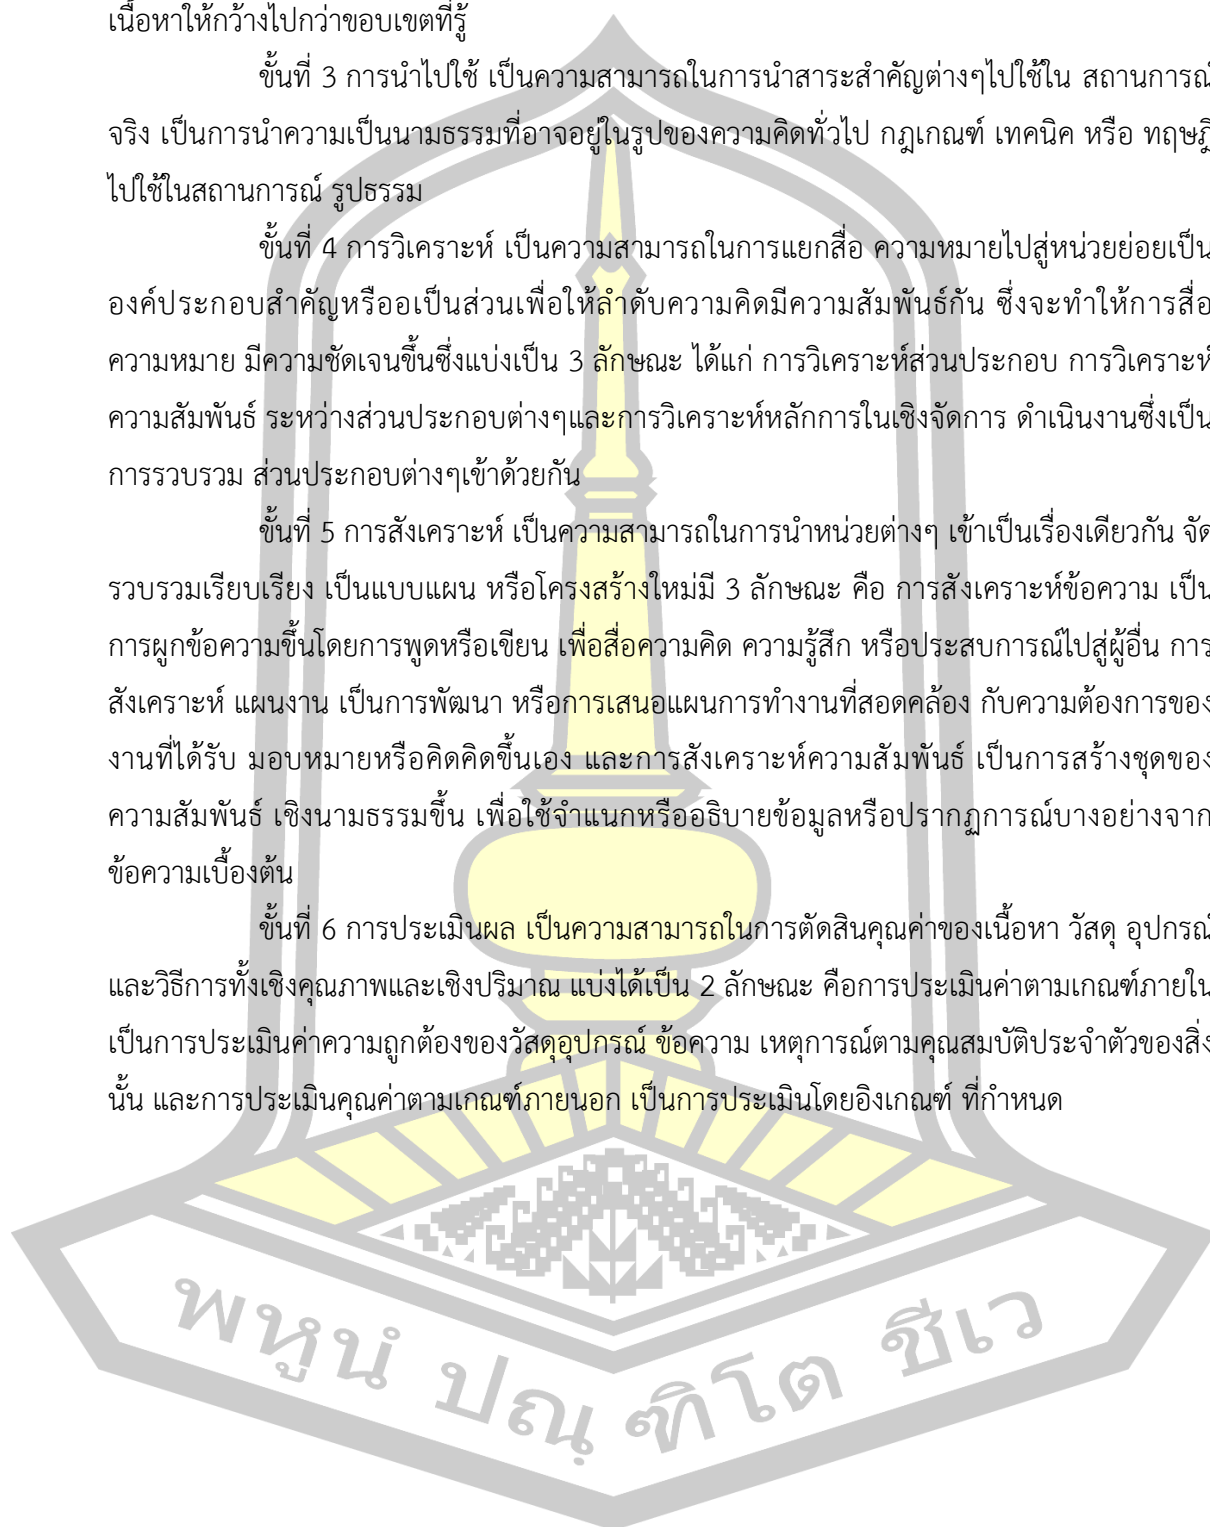 เนื้อหาให้กว้างไปกว่าขอบเขตที่รู้
ขั้นที่ 3 การนำไปใช้ เป็นความสามารถในการนำสาระสำคัญต่างๆไปใช้ใน สถานการณ์
จริง เป็นการนำความเป็นนามธรรมที่อาจอยู่ในรูปของความคิดทั่วไป กฎเกณฑ์ เทคนิค หรือ ทฤษฎี
ไปใช้ในสถานการณ์ รูปธรรม
ขั้นที่ 4 การวิเคราะห์ เป็นความสามารถในการแยกสื่อ ความหมายไปสู่หน่วยย่อยเป็น
องค์ประกอบสำคัญหรืออเป็นส่วนเพื่อให้ลำดับความคิดมีความสัมพันธ์กัน ซึ่งจะทำให้การสื่อ
ความหมาย มีความชัดเจนขึ้นซึ่งแบ่งเป็น 3 ลักษณะ ได้แก่ การวิเคราะห์ส่วนประกอบ การวิเคราะห์
ความสัมพันธ์ ระหว่างส่วนประกอบต่างๆและการวิเคราะห์หลักการในเชิงจัดการ ดำเนินงานซึ่งเป็น
การรวบรวม ส่วนประกอบต่างๆเข้าด้วยกัน
ขั้นที่ 5 การสังเคราะห์ เป็นความสามารถในการนำหน่วยต่างๆ เข้าเป็นเรื่องเดียวกัน จัด
รวบรวมเรียบเรียง เป็นแบบแผน หรือโครงสร้างใหม่มี 3 ลักษณะ คือ การสังเคราะห์ข้อความ เป็น
การผูกข้อความขึ้นโดยการพูดหรือเขียน เพื่อสื่อความคิด ความรู้สึก หรือประสบการณ์ไปสู่ผู้อื่น การ
สังเคราะห์ แผนงาน เป็นการพัฒนา หรือการเสนอแผนการทำงานที่สอดคล้อง กับความต้องการของ
งานที่ได้รับ มอบหมายหรือคิดคิดขึ้นเอง และการสังเคราะห์ความสัมพันธ์ เป็นการสร้างชุดของ
ความสัมพันธ์ เชิงนามธรรมขึ้น เพื่อใช้จำแนกหรืออธิบายข้อมูลหรือปรากฏการณ์บางอย่างจาก
ข้อความเบื้องต้น
ขั้นที่ 6 การประเมินผล เป็นความสามารถในการตัดสินคุณค่าของเนื้อหา วัสดุ อุปกรณ์
และวิธีการทั้งเชิงคุณภาพและเชิงปริมาณ แบ่งได้เป็น 2 ลักษณะ คือการประเมินค่าตามเกณฑ์ภายใน
เป็นการประเมินค่าความถูกต้องของวัสดุอุปกรณ์ ข้อความ เหตุการณ์ตามคุณสมบัติประจำตัวของสิ่ง
นั้น และการประเมินคุณค่าตามเกณฑ์ภายนอก เป็นการประเมินโดยอิงเกณฑ์ ที่กำหนด
พหูนํ ปณฺฑิโต ชีเว